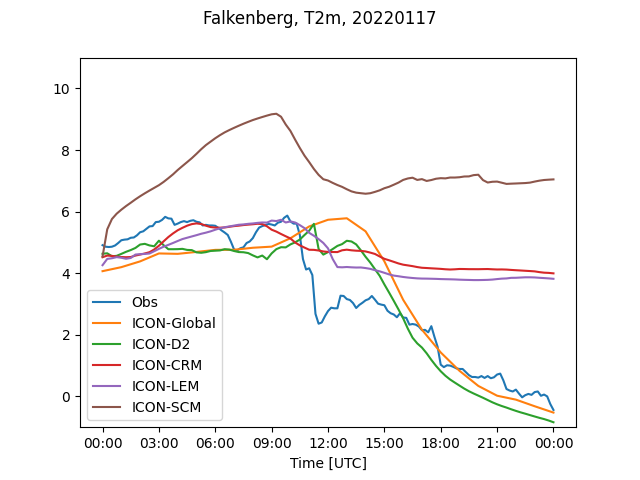 Falkenberg, T2m, 20220117
10
8
6
4
2
0
Obs
ICON-Global
ICON-D2
ICON-CRM
ICON-LEM
ICON-SCM
00:00 03:00 06:00 09:00 12:00 15:00 18:00 21:00 00:00
Time [UTC]